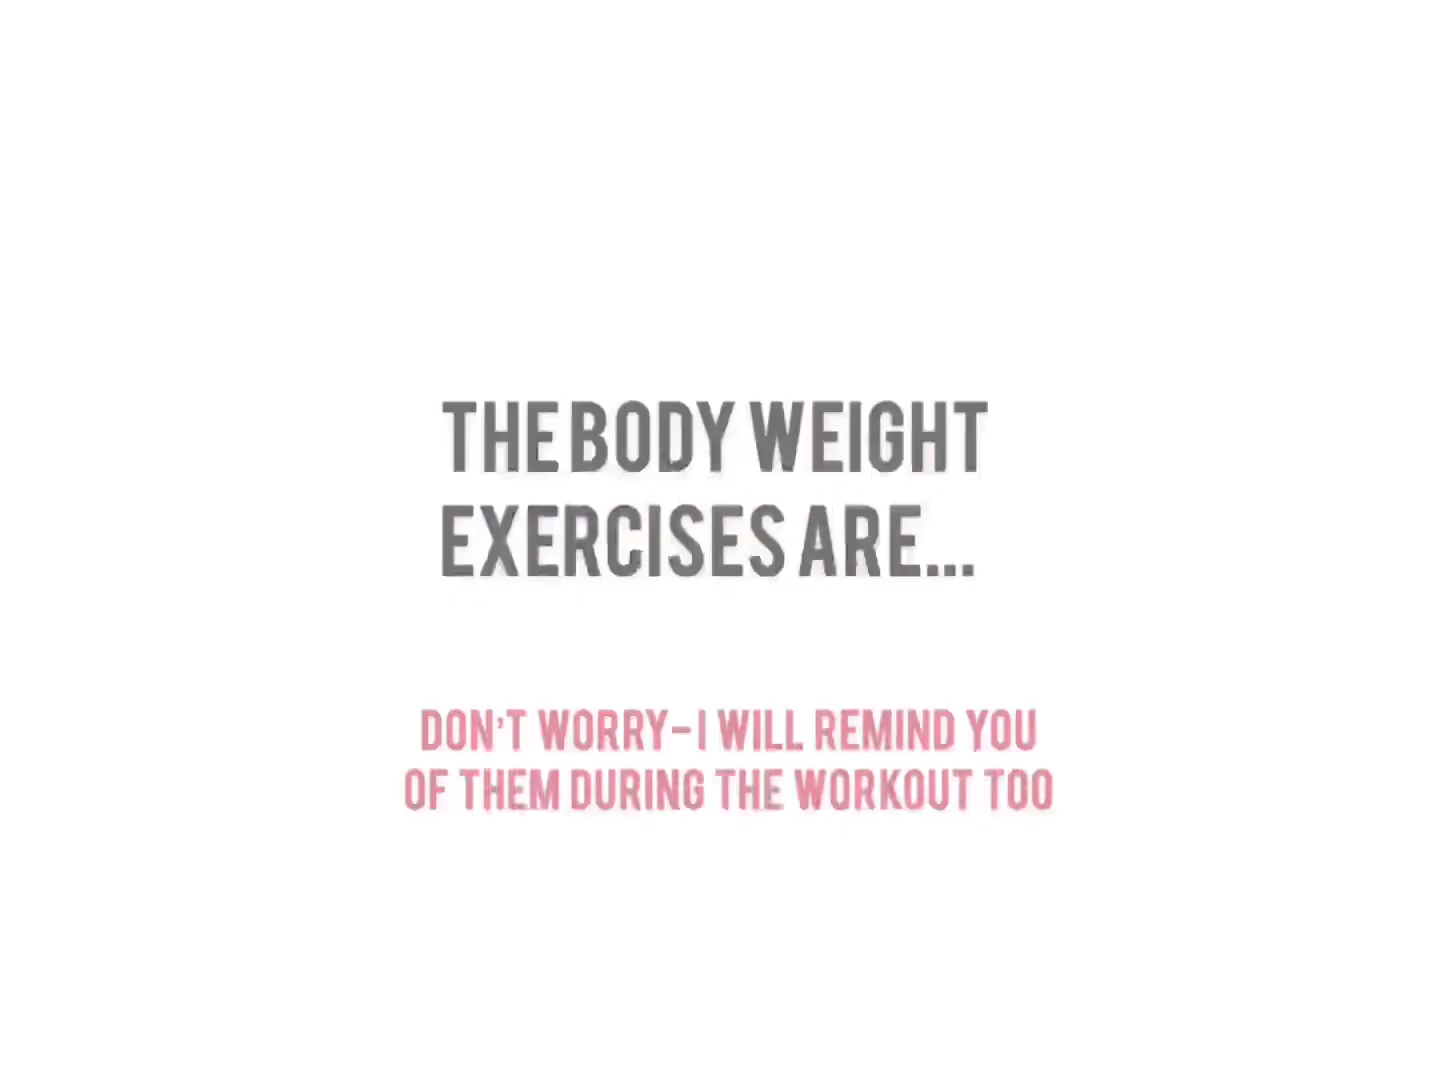 THE BODY WEIGHT
EXERCISES ARE...
DON'T WORRY-I WILL REMIND YOU
OF THEM DURING THE WORKOUT TOO